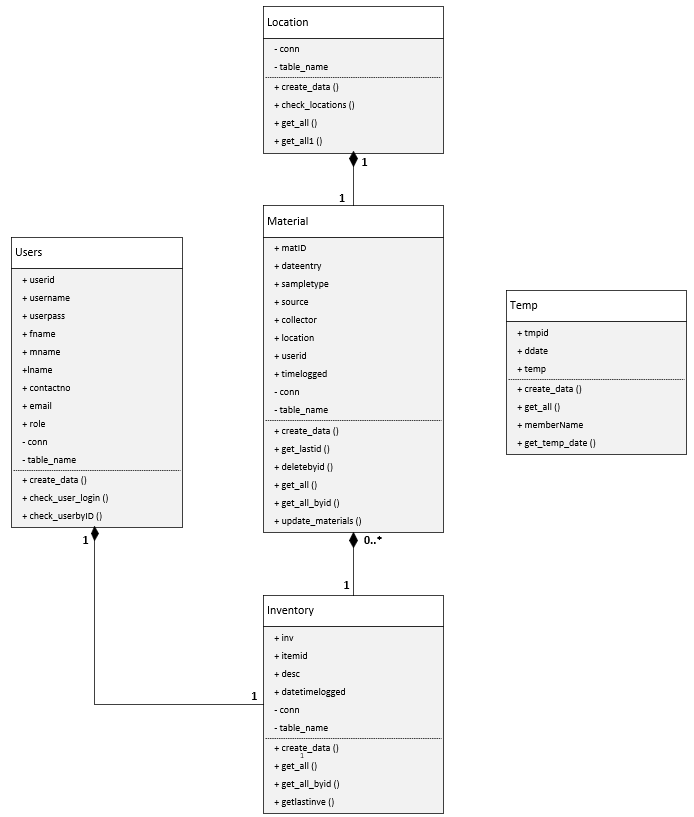 Location
- conn
- table_name
+ create_data ()
+ check_locations ()
+ get_all ()
+ get_all1 ()
1
1
Material
+ matID
+ dateentry
+ sampletype
+ source
+ collector
+ location
+ userid
+ timelogged
- conn
- table_name
+ create_data ()
+ get_lastid ()
+ deletebyid ()
+ get_all ()
+ get_all_byid ()
+ update_materials ()
Users
+ userid
+ username
+ userpass
+ fname
+ mname
+lname
+ contactno
+ email
+ role
- conn
- table_name
+ create_data ()
+ check_user_login ()
+ check_userbyID ()
Temp
+ tmpid
+ ddate
+ temp
+ create_data ()
+ get_all ()
+ memberName
+ get_temp_date ()
1
0..*
1
1
Inventory
+ inv
+ itemid
+ desc
+ datetimelogged
- conn
- table_name
+ create_data ()
1
+ get_all ()
+ get_all_byid ()
+ getlastinve ()